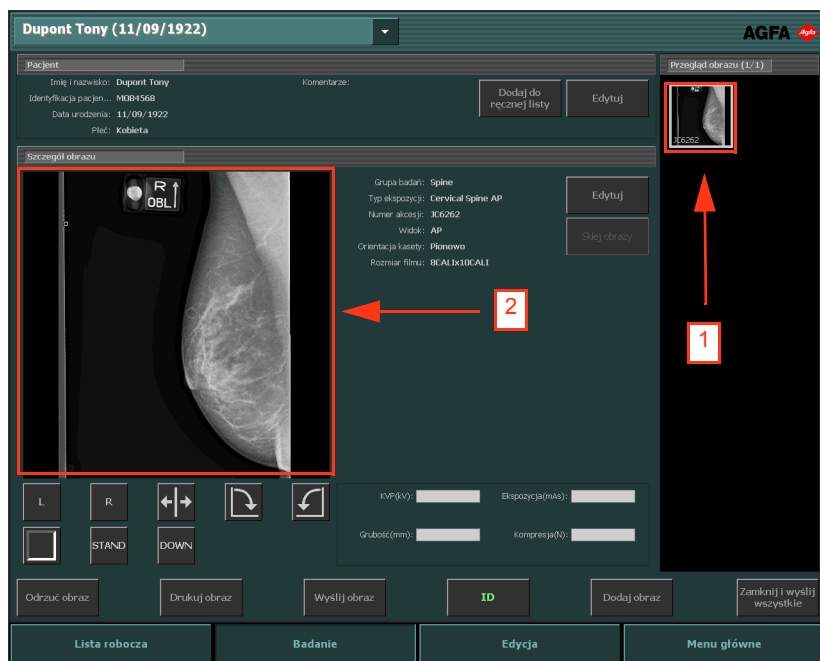 Dupont Tony (11/09/1922)
AGFA
Agfa
Pacjent
Imię i nazwisko: Dupont Tony
Identyfikacja pacjen... M0B4568
Data urodzenia: 11/09/1922
Płeć: Kobieta
Komentarze:
Dodaj do
ręcznej listy
Edytuj
Przegląd obrazu (1/1)
JC6262
1
Szczegół obrazu
R
OBL
Grupa badań: Spine
Typ ekspozycji: Cervical Spine AP
Numer akcesji: JC6262
Widok: AP
Orientacja kasety: Pionowo
Rozmiar filmu: 8CALIx10CALI
Edytuj
Sklej obrazy
2
L
R
STAND
DOWN
KVP(kV):
Ekspozycja(mAs):
Grubość(mm):
Kompresja(N):
Odrzuć obraz
Drukuj obraz
Wyślij obraz
ID
Dodaj obraz
Zamknij i wyślij
wszystkie
Lista robocza
Badanie
Edycja
Menu główne